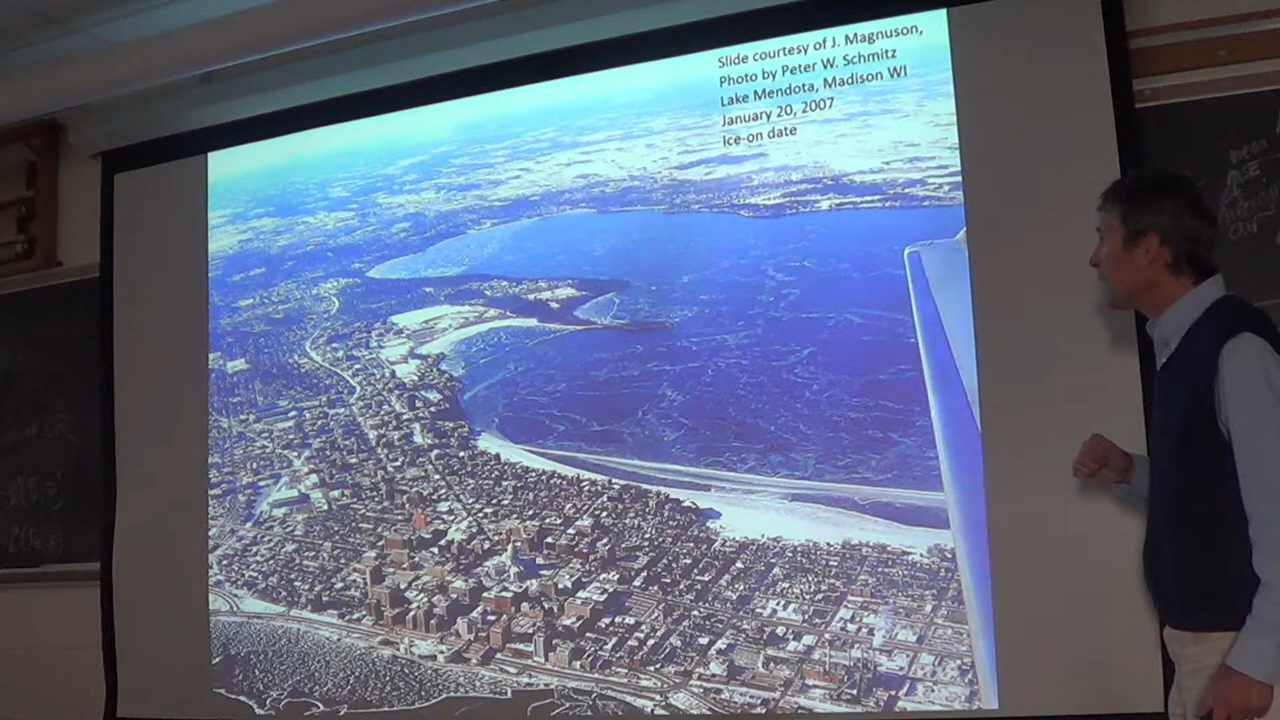 Slide courtesy of J. Magnuson,
Photo by Peter W. Schmitz
Lake Mendota, Madison WI
January 20, 2007
Ice-on date